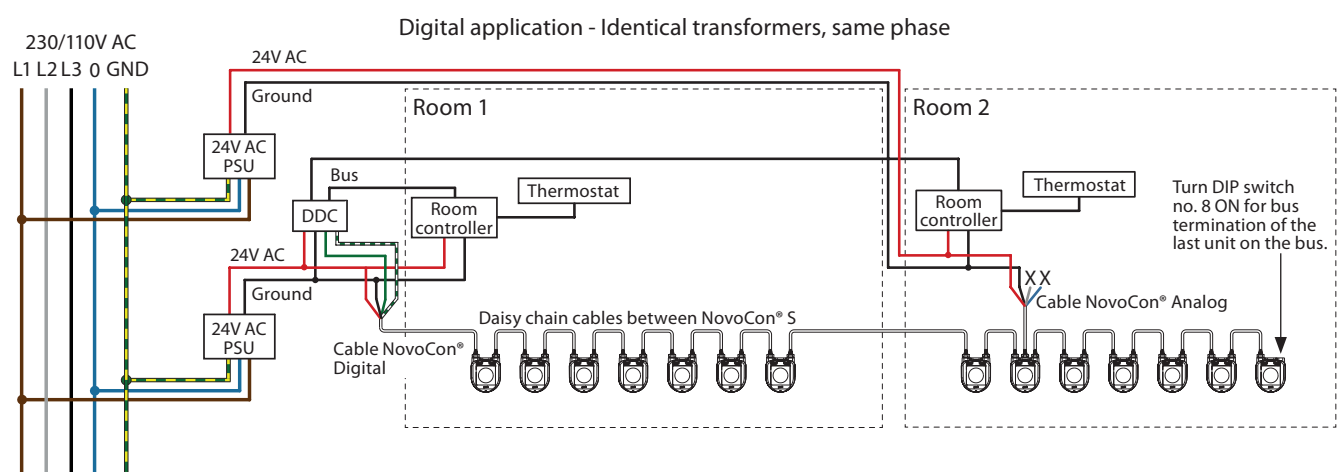 Digital application - Identical transformers, same phase
230/110V AC
L1 L2 L3 0 GND
24V AC
Ground
Room 1
Room 2
24V AC
PSU
Bus
Thermostat
Thermostat
DDC
Room
controller
Room
controller
Turn DIP switch
no. 8 ON for bus
termination of the
last unit on the bus.
24V AC
Ground
X X
Cable NovoCon® Analog
24V AC
PSU
Daisy chain cables between NovoCon® S
Cable NovoCon®
Digital